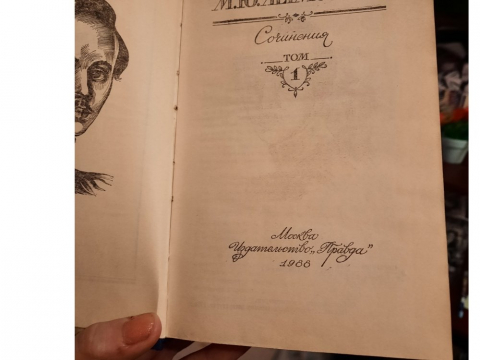 М.Ю.
Сочинения
ТОМ
1
Москва
Издательство „Правда"
1988